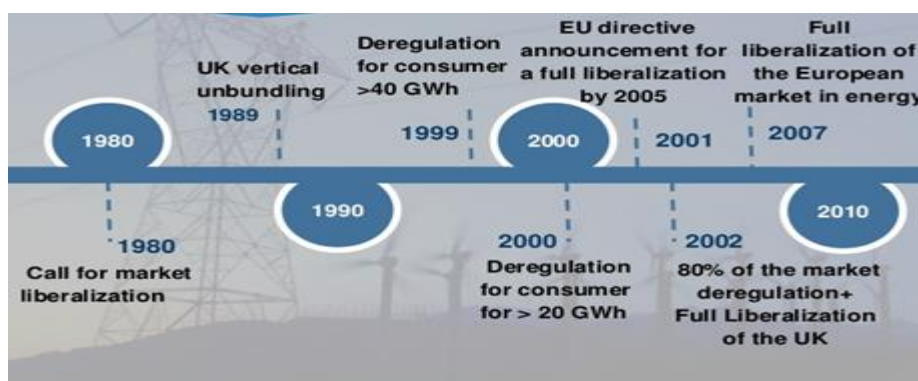 EU directive
announcement for
a full liberalization
by 2005
Full
liberalization of
the European
market in energy
Deregulation
for consumer
>40 GWh
UK vertical
unbundling
1989
1999
2001
2007
1980
2000
1990
2010
1980
Call for market
liberalization
2000
Deregulation
for consumer
for > 20 GWh
2002
80% of the market
deregulation+
Full Liberalization
of the UK